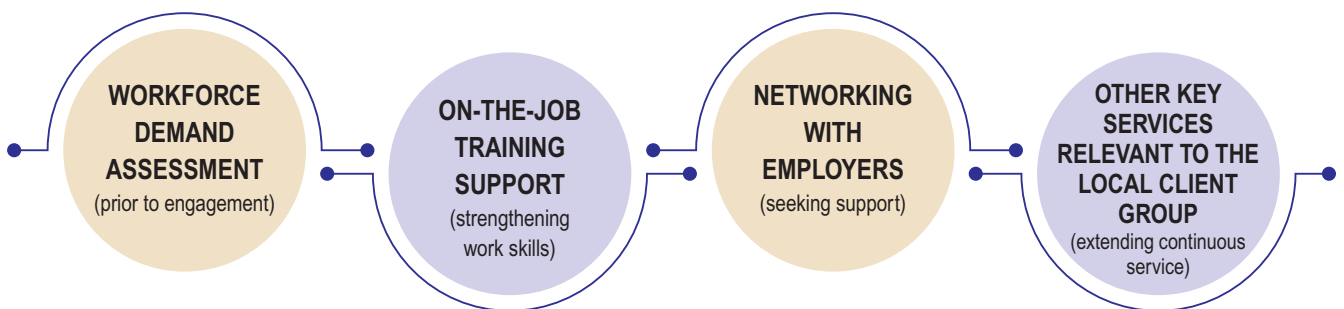 WORKFORCE
DEMAND
ASSESSMENT
(prior to engagement)
ON-THE-JOB
TRAINING
SUPPORT
(strengthening
work skills)
NETWORKING
WITH
EMPLOYERS
(seeking support)
OTHER KEY
SERVICES
RELEVANT TO THE
LOCAL CLIENT
GROUP
(extending continuous
service)